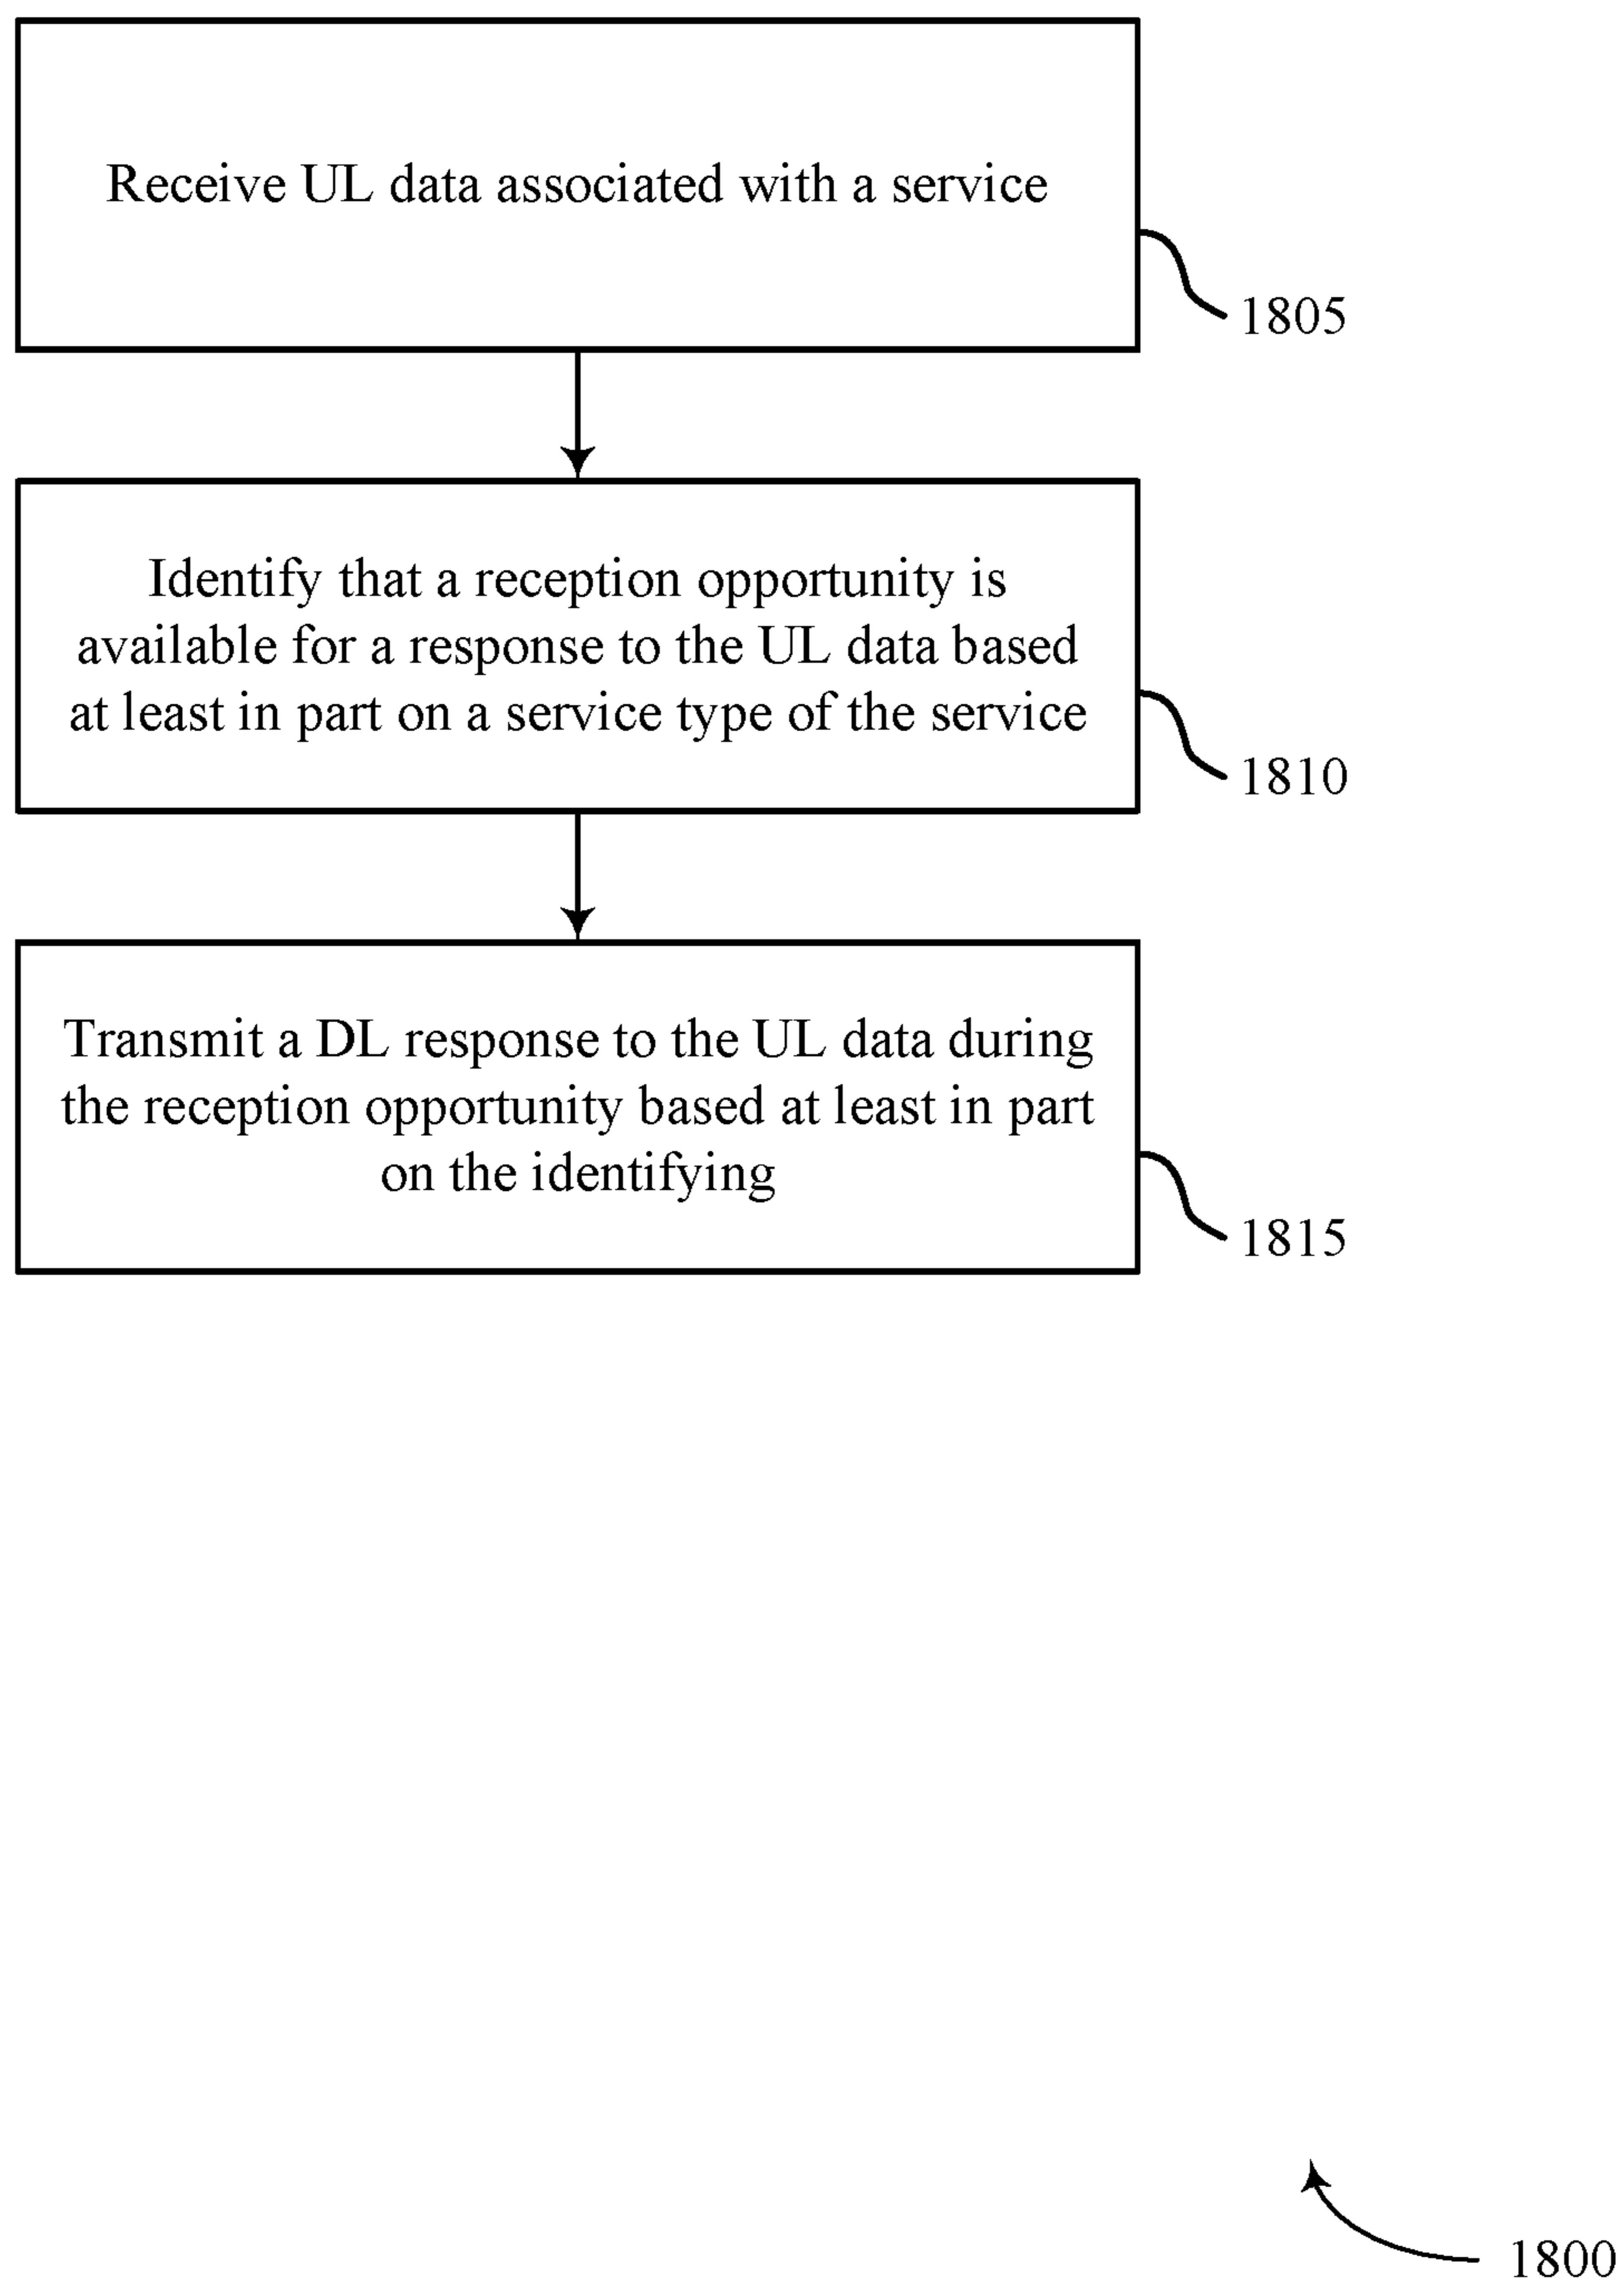 Receive UL data associated with a service
1805
Identify that a reception opportunity is
available for a response to the UL data based
at least in part on a service type of the service
1810
Transmit a DL response to the UL data during
the reception opportunity based at least in part
on the identifying
1815
1800